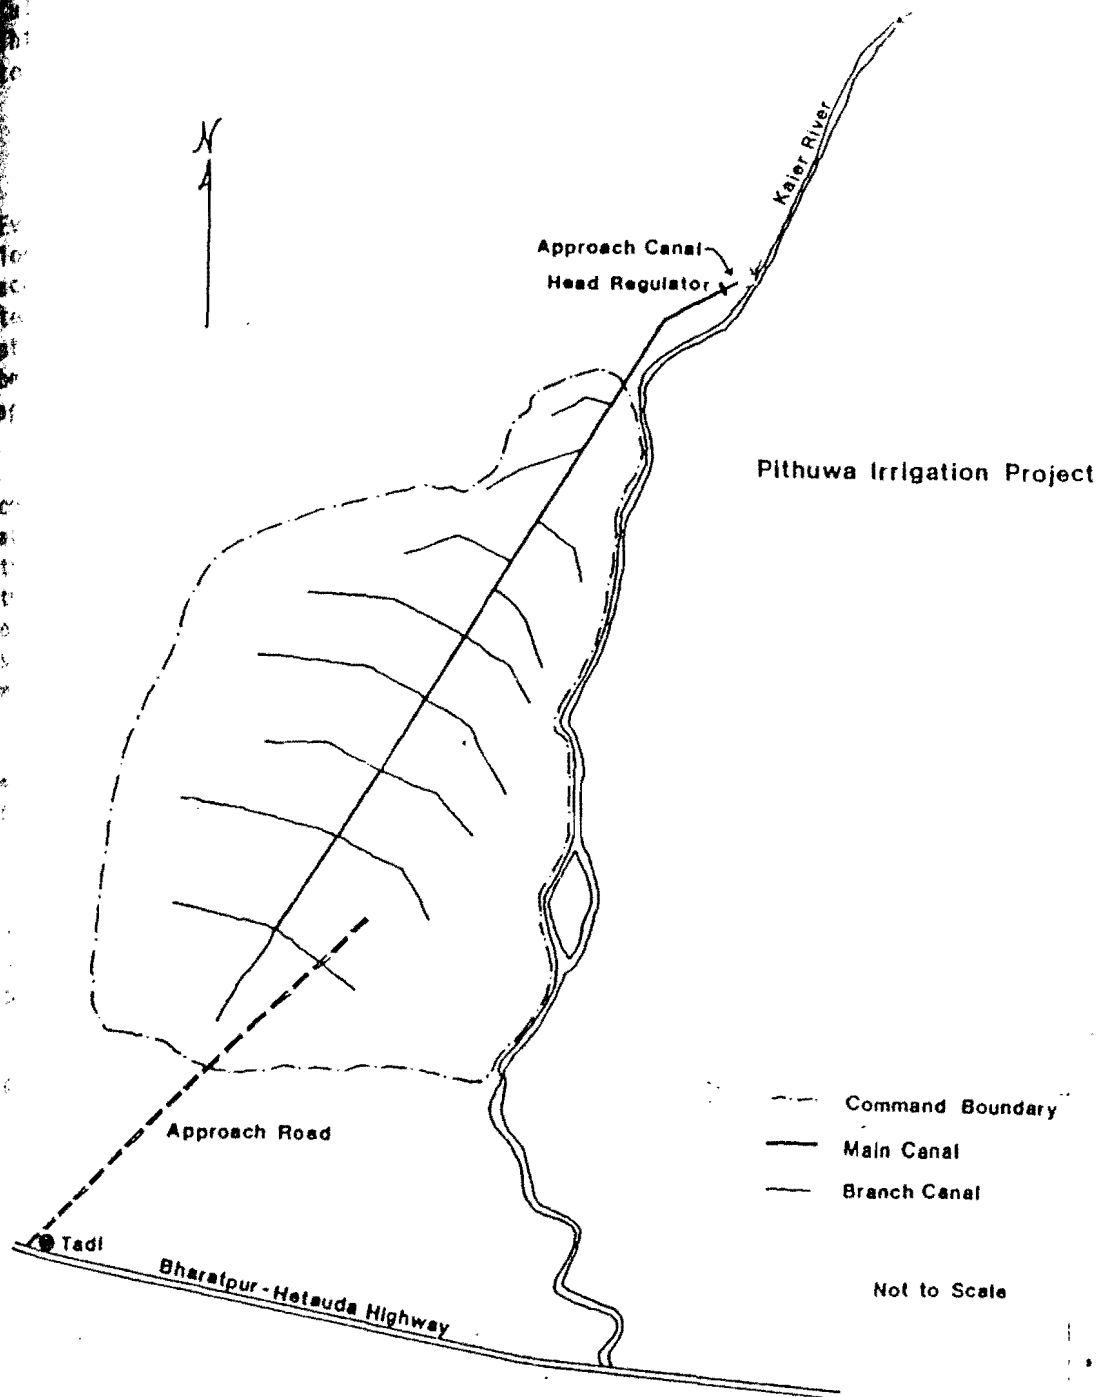 N
Kaier River
Approach Canal
Head Regulator
Pithuwa Irrigation Project
Command Boundary
Approach Road
Main Canal
Branch Canal
Tadi
Bharatpur - Hetauda Highway
Not to Scale